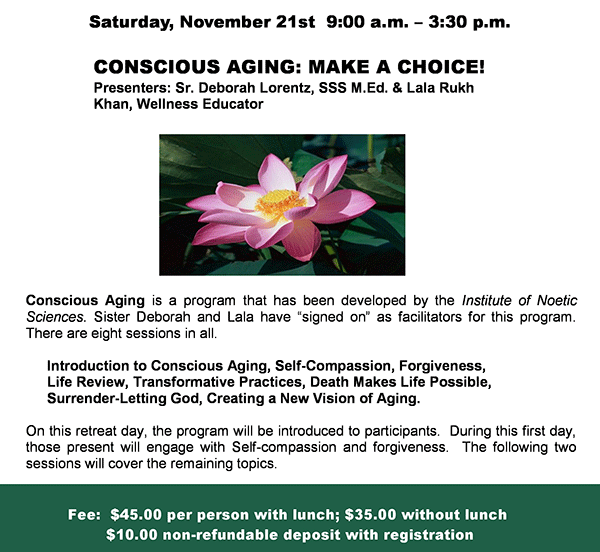 Saturday, November 21st  9:00 a.m. – 3:30 p.m.
CONSCIOUS AGING: MAKE A CHOICE!
Presenters: Sr. Deborah Lorentz, SSS M.Ed. & Lala Rukh
Khan, Wellness Educator
Conscious Aging is a program that has been developed by the Institute of Noetic
Sciences. Sister Deborah and Lala have “signed on” as facilitators for this program.
There are eight sessions in all.
Introduction to Conscious Aging, Self-Compassion, Forgiveness,
Life Review, Transformative Practices, Death Makes Life Possible,
Surrender-Letting God, Creating a New Vision of Aging.
On this retreat day, the program will be introduced to participants.  During this first day,
those present will engage with Self-compassion and forgiveness.  The following two
sessions will cover the remaining topics.
Fee:  $45.00 per person with lunch; $35.00 without lunch
$10.00 non-refundable deposit with registration